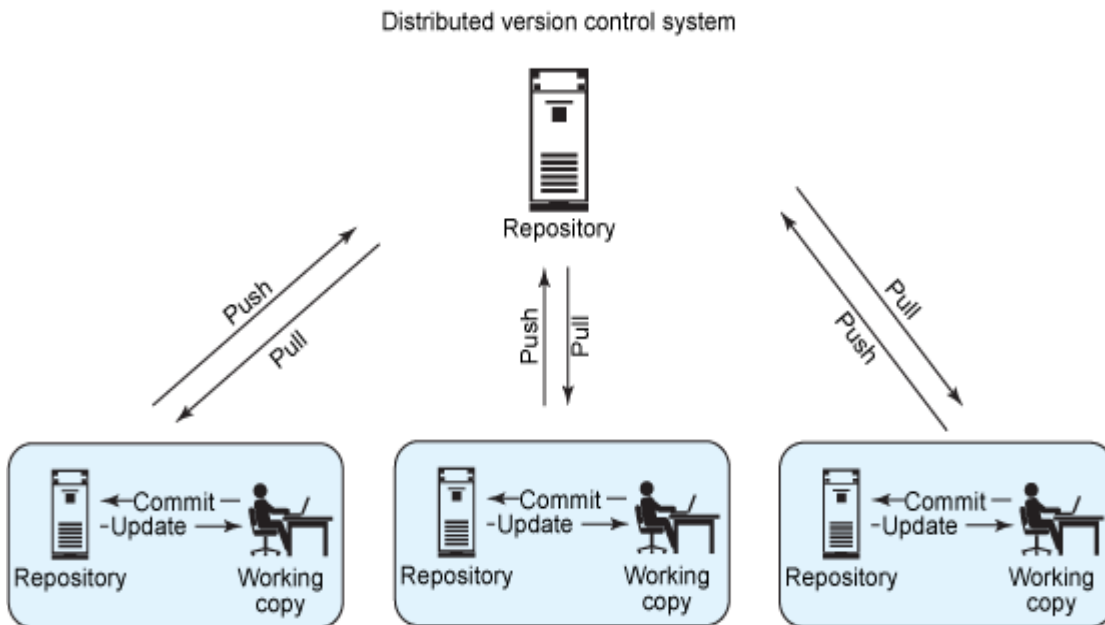 Distributed version control system
Repository
Push
Pull
Push
Pull
Pull
Push
Commit
Update
Repository
Working
copy
Commit
Update
Repository
Working
copy
Commit
Update
Repository
Working
copy